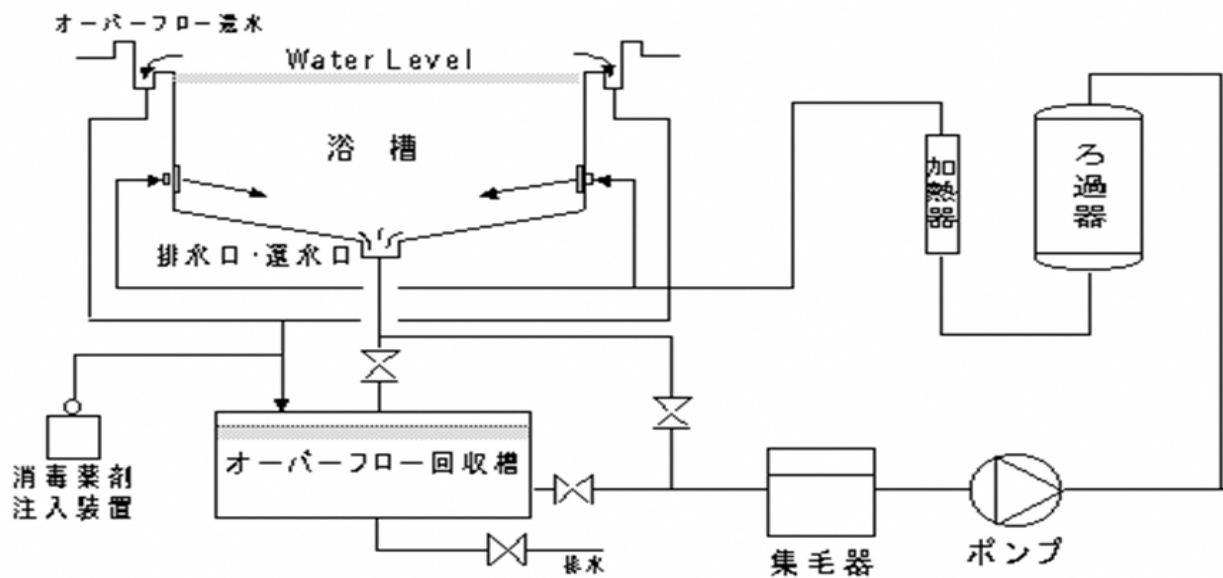 オーバーフロー還水
Water Level
浴 槽
加熱器
ろ過器
排水口・還水口
オーバーフロー回収槽
消毒薬剤
注入装置
排水
集毛器
ポンプ